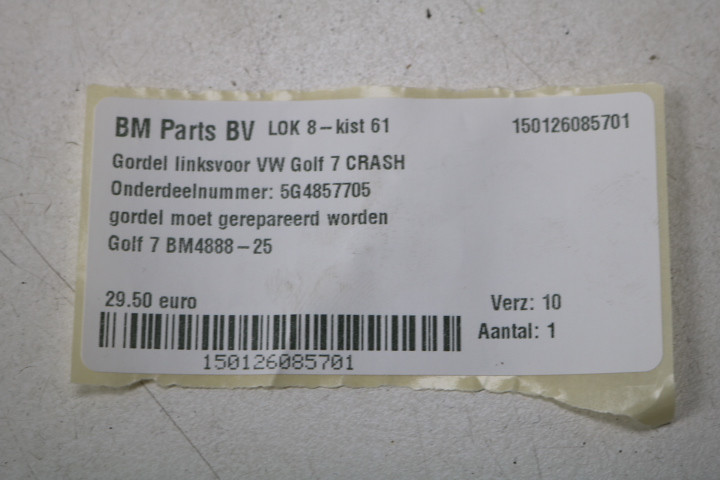 BM Parts BV LOK 8-kist 61 150126085701
Gordel linksvoor VW Golf 7 CRASH
Onderdeelnummer: 5G4857705
gordel moet gerepareerd worden
Golf 7 BM4888-25
29.50 euro Verz: 10
Aantal: 1
150126085701